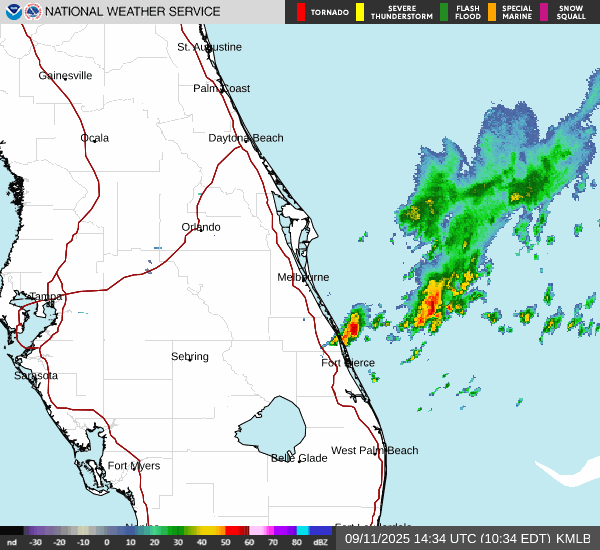 NATIONAL WEATHER SERVICE
TORNADO
SEVERE THUNDERSTORM
FLASH FLOOD
SPECIAL MARINE
SNOW SQUALL
St. Augustine
Gainesville
Palm Coast
Ocala
Daytona Beach
Orlando
Melbourne
Tampa
Sebring
Fort Pierce
Sarasota
West Palm Beach
Belle Glade
Fort Myers
nd -30 -20 -10 0 10 20 30 40 50 60 70 80 dBZ
09/11/2025 14:34 UTC (10:34 EDT) KMLB